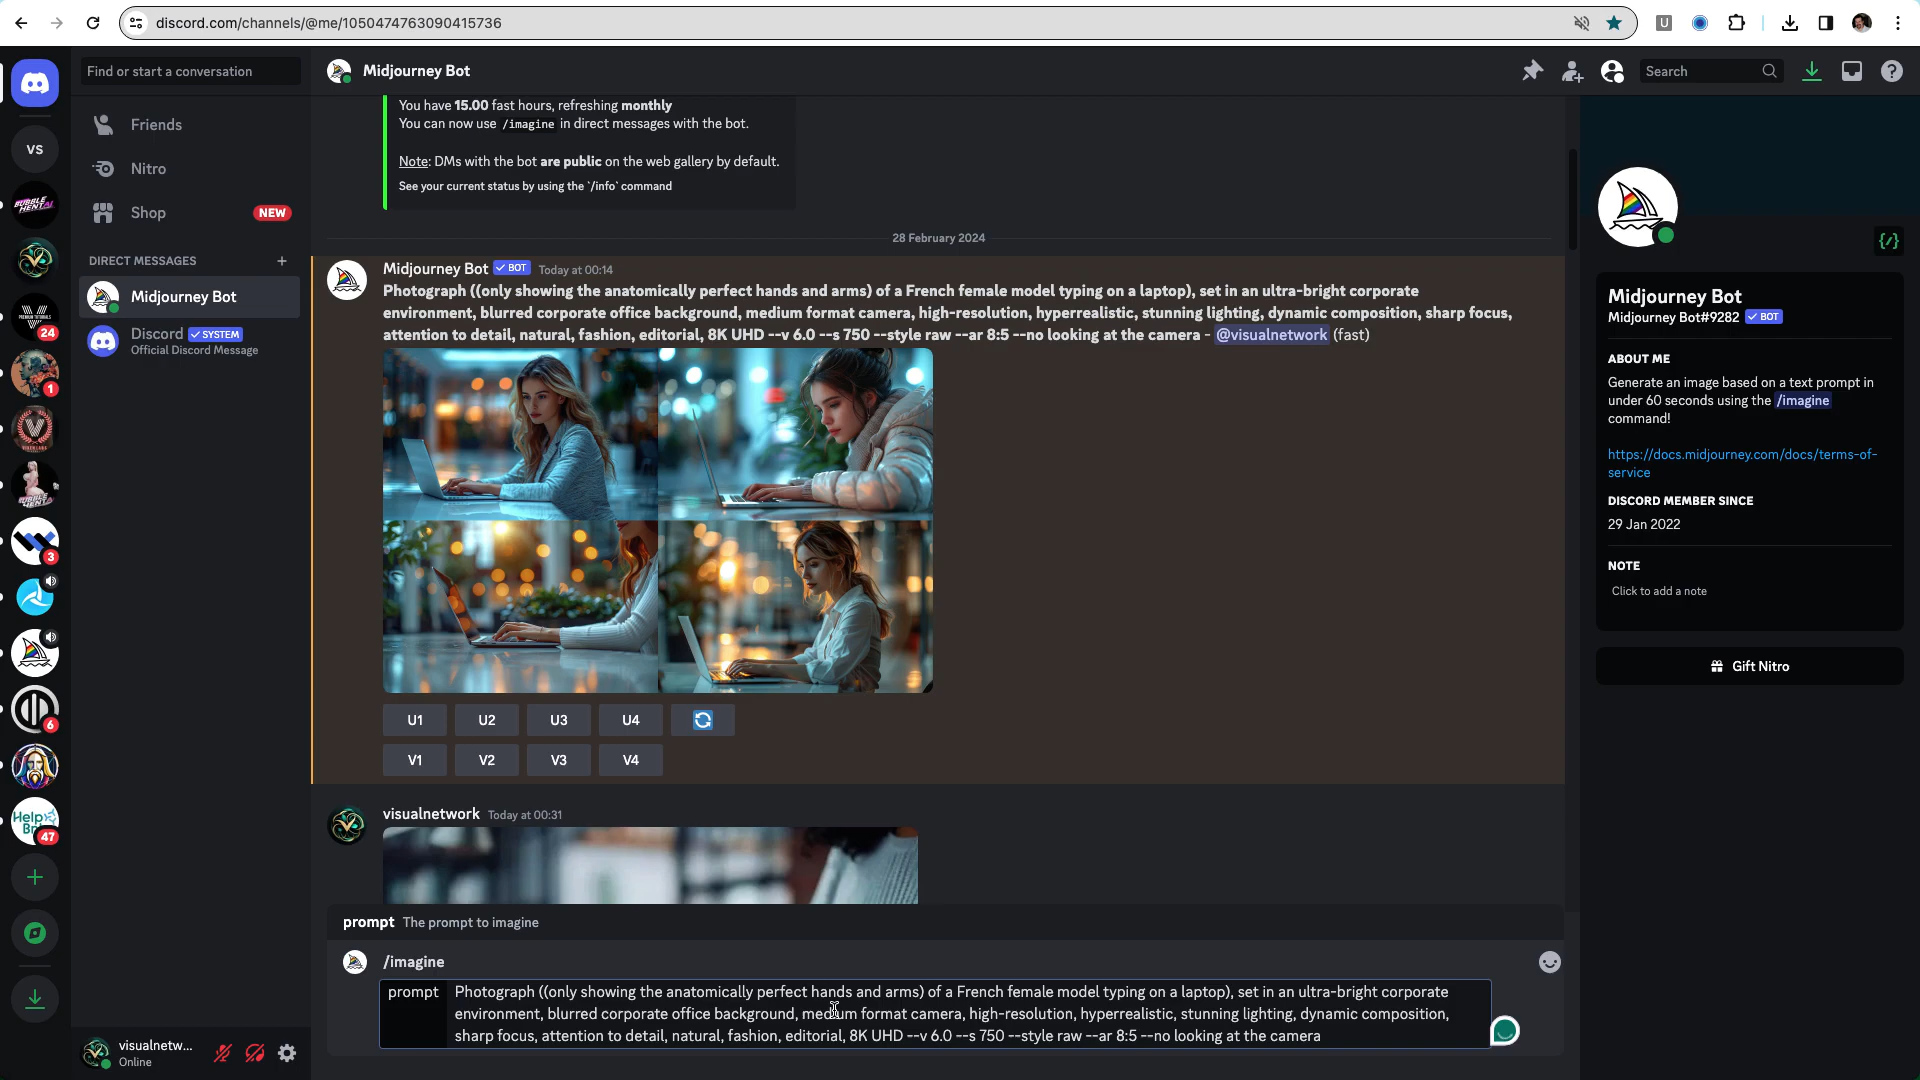 discord.com/channels/@me/1050474763090415736
Find or start a conversation
Midjourney Bot
Search
Friends
Nitro
Shop
NEW
DIRECT MESSAGES
Midjourney Bot
Discord
SYSTEM
Official Discord Message
VS
24
1
3
6
Help
47
You have 15.00 fast hours, refreshing monthly
You can now use /imagine in direct messages with the bot.
Note: DMs with the bot are public on the web gallery by default.
See your current status by using the `/info` command
28 February 2024
Midjourney Bot BOT Today at 00:14
Photograph ((only showing the anatomically perfect hands and arms) of a French female model typing on a laptop), set in an ultra-bright corporate
environment, blurred corporate office background, medium format camera, high-resolution, hyperrealistic, stunning lighting, dynamic composition, sharp focus,
attention to detail, natural, fashion, editorial, 8K UHD --v 6.0 --s 750 --style raw --ar 8:5 --no looking at the camera - @visualnetwork (fast)
U1 U2 U3 U4
V1 V2 V3 V4
visualnetwork Today at 00:31
prompt The prompt to imagine
/imagine
prompt Photograph ((only showing the anatomically perfect hands and arms) of a French female model typing on a laptop), set in an ultra-bright corporate
environment, blurred corporate office background, medium format camera, high-resolution, hyperrealistic, stunning lighting, dynamic composition,
sharp focus, attention to detail, natural, fashion, editorial, 8K UHD --v 6.0 --s 750 --style raw --ar 8:5 --no looking at the camera
visualnetw...
Online
Midjourney Bot
Midjourney Bot#9282 BOT
ABOUT ME
Generate an image based on a text prompt in
under 60 seconds using the /imagine
command!
https://docs.midjourney.com/docs/terms-of-
service
DISCORD MEMBER SINCE
29 Jan 2022
NOTE
Click to add a note
Gift Nitro